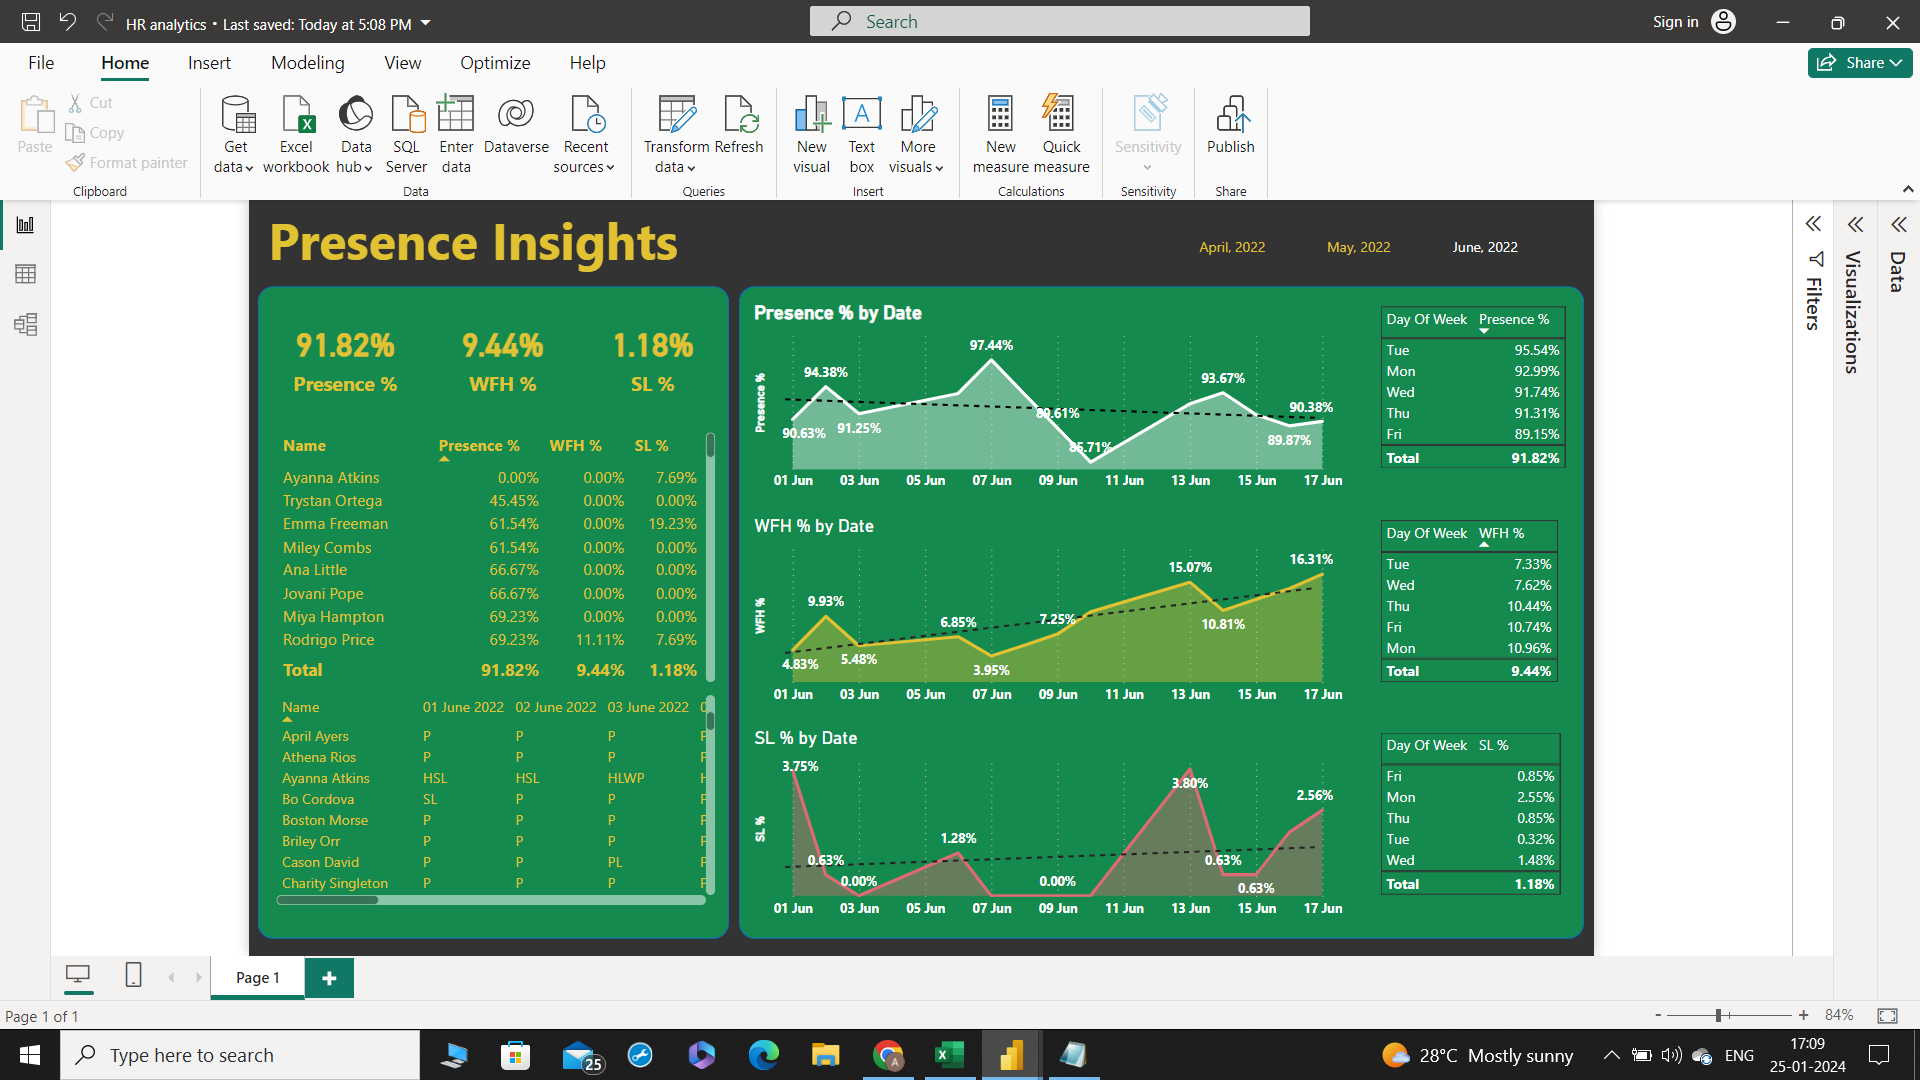 HR analytics • Last saved: Today at 5:08 PM
Search
Sign in
File Home Insert Modeling View Optimize Help
Share
Paste
Cut
Copy
Format painter
Clipboard
Get data
Excel workbook
Data hub
SQL Server
Enter data
Dataverse
Recent sources
Data
Transform data
Refresh
Queries
New visual
Text box
More visuals
Insert
New measure
Quick measure
Calculations
Sensitivity
Sensitivity
Publish
Share
Presence Insights
April, 2022 May, 2022 June, 2022
91.82% 9.44% 1.18%
Presence % WFH % SL %
Name Presence % WFH % SL %
Ayanna Atkins 0.00% 0.00% 7.69%
Trystan Ortega 45.45% 0.00% 0.00%
Emma Freeman 61.54% 0.00% 19.23%
Miley Combs 61.54% 0.00% 0.00%
Ana Little 66.67% 0.00% 0.00%
Jovani Pope 66.67% 0.00% 0.00%
Miya Hampton 69.23% 0.00% 0.00%
Rodrigo Price 69.23% 11.11% 7.69%
Total 91.82% 9.44% 1.18%
Name 01 June 2022 02 June 2022 03 June 2022
April Ayers P P P
Athena Rios P P P
Ayanna Atkins HSL HSL HLWP
Bo Cordova SL P P
Boston Morse P P P
Briley Orr P P P
Cason David P P PL
Charity Singleton P P P
Presence % by Date
Presence %
97.44%
94.38%
93.67%
90.38%
89.61%
91.25%
90.63%
89.87%
85.71%
01 Jun 03 Jun 05 Jun 07 Jun 09 Jun 11 Jun 13 Jun 15 Jun 17 Jun
Day Of Week Presence %
Tue 95.54%
Mon 92.99%
Wed 91.74%
Thu 91.31%
Fri 89.15%
Total 91.82%
WFH % by Date
WFH %
16.31%
15.07%
9.93%
6.85%
7.25%
10.81%
5.48%
4.83%
3.95%
01 Jun 03 Jun 05 Jun 07 Jun 09 Jun 11 Jun 13 Jun 15 Jun 17 Jun
Day Of Week WFH %
Tue 7.33%
Wed 7.62%
Thu 10.44%
Fri 10.74%
Mon 10.96%
Total 9.44%
SL % by Date
SL %
3.75%
3.80%
2.56%
1.28%
0.63%
0.63%
0.00%
0.00%
0.63%
01 Jun 03 Jun 05 Jun 07 Jun 09 Jun 11 Jun 13 Jun 15 Jun 17 Jun
Day Of Week SL %
Fri 0.85%
Mon 2.55%
Thu 0.85%
Tue 0.32%
Wed 1.48%
Total 1.18%
Filters
Visualizations
Data
Page 1
Page 1 of 1
- + 84%
Type here to search
25
28°C Mostly sunny
ENG
17:09
25-01-2024